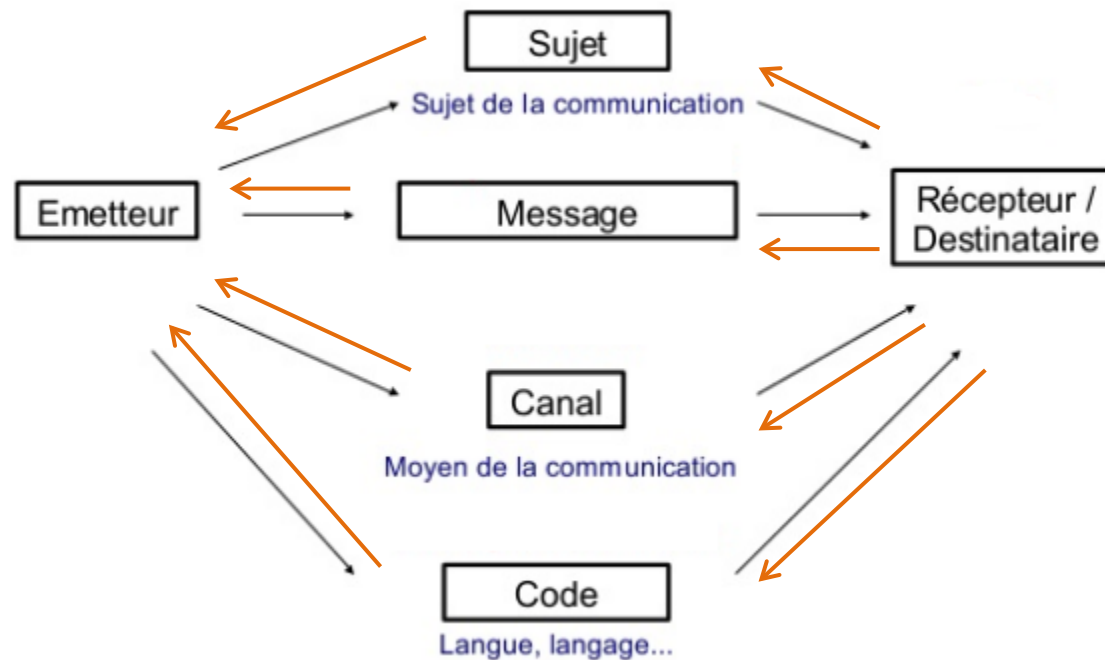 Sujet
Sujet de la communication
Emetteur
Message
Récepteur /
Destinataire
Canal
Moyen de la communication
Code
Langue, langage...